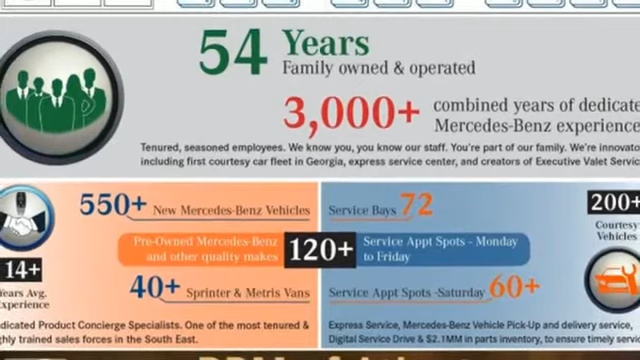 54 Years
Family owned & operated
3,000+ combined years of dedicate
Mercedes-Benz experience
Tenured, seasoned employees. We know you, you know our staff. You're part of our family. We're innovato
including first courtesy car fleet in Georgia, express service center, and creators of Executive Valet Servic
550+ New Mercedes-Benz Vehicles
Service Bays 72
200+
Courtesy
Vehicles
Pre-Owned Mercedes-Benz
and other quality makes
120+
Service Appt Spots - Monday
to Friday
14+
Years Avg.
Experience
40+ Sprinter & Metris Vans
Service Appt Spots -Saturday 60+
dicated Product Concierge Specialists. One of the most tenured &
ghly trained sales forces in the South East.
Express Service, Mercedes-Benz Vehicle Pick-Up and delivery service,
Digital Service Drive & $2.1MM in parts inventory, to ensure timely servi